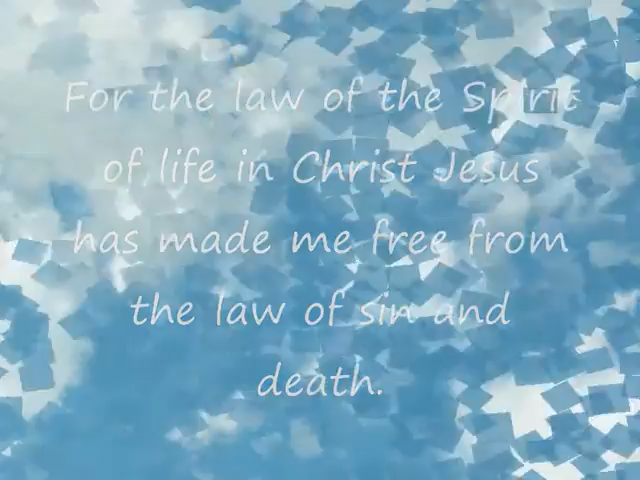 For the law of the Spirit
of life in Christ Jesus
has made me free from
the law of sin and
death.